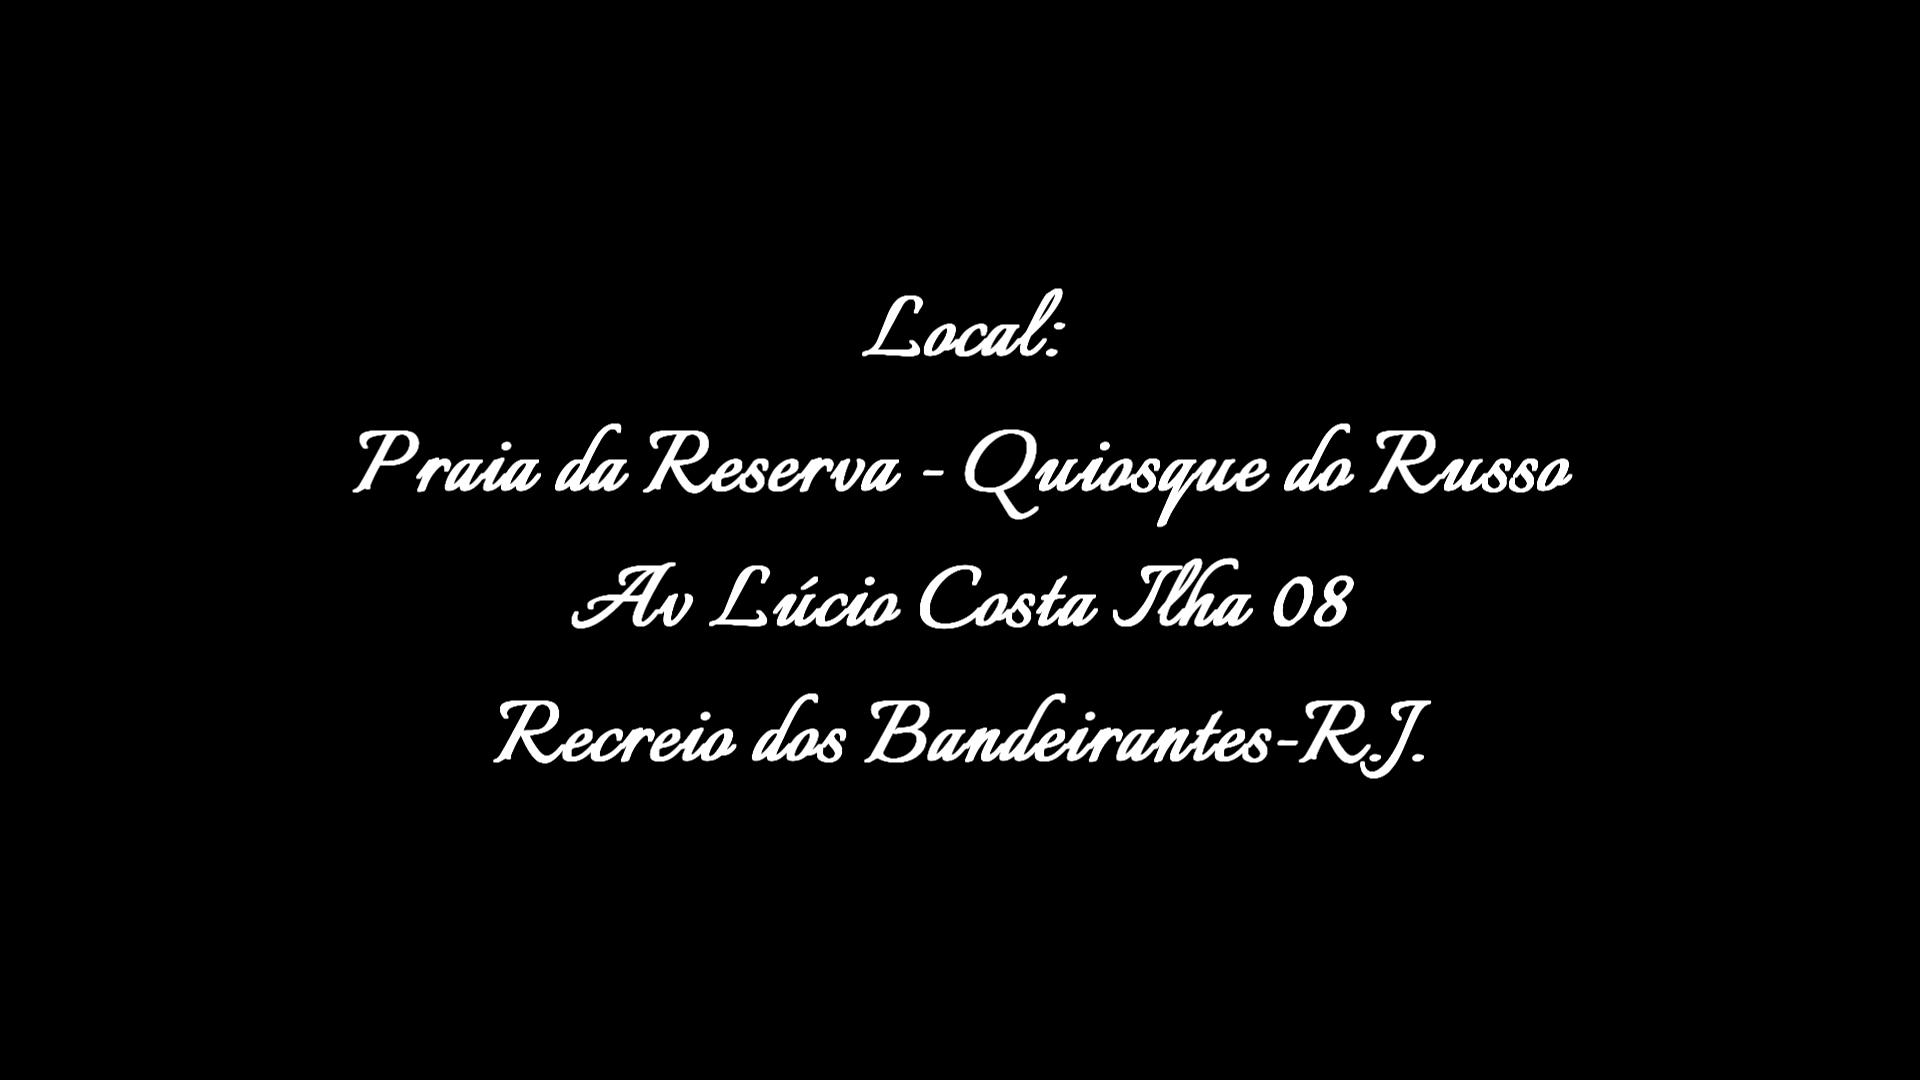 Local:
Praia da Reserva - Quiosque do Russo
Av Lúcio Costa Ilha 08
Recreio dos Bandeirantes-R.J.